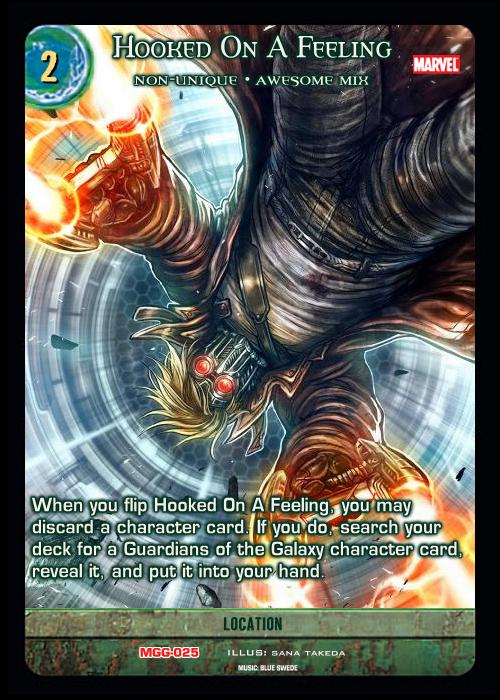 2
HOOKED ON A FEELING
NON-UNIQUE • AWESOME MIX
MARVEL
When you flip Hooked On A Feeling, you may
discard a character card. If you do, search your
deck for a Guardians of the Galaxy character card,
reveal it, and put it into your hand.
LOCATION
MGG-025 ILLUS: SANA TAKEDA
MUSIC: BLUE SWEDE